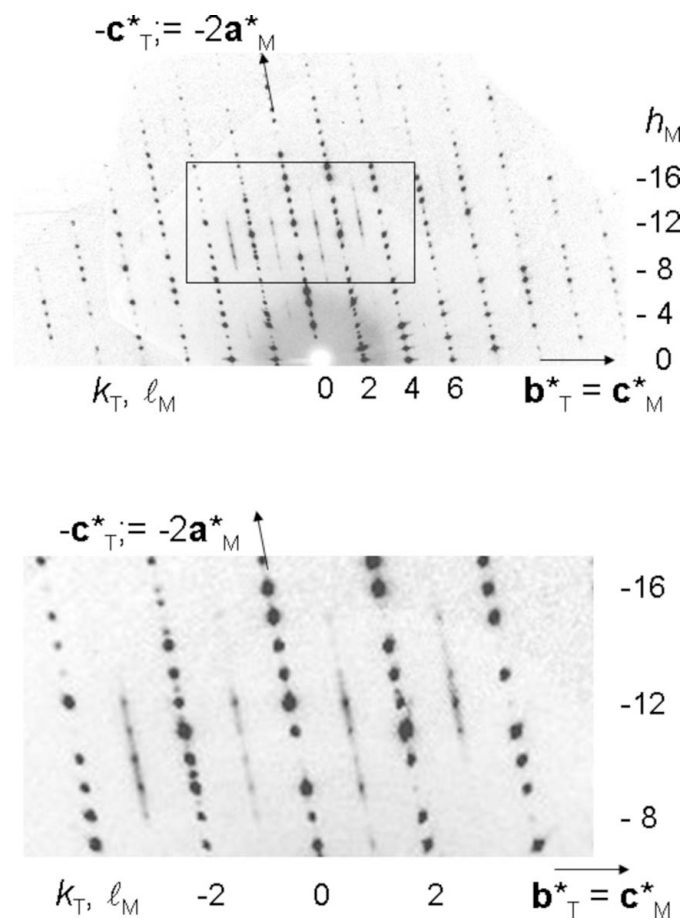 -c*T;= -2a*M
hM
-16
-12
- 8
- 4
0
kT, ℓM 0 2 4 6 b*T = c*M
-c*T;= -2a*M
-16
-12
- 8
kT, ℓM -2 0 2 b*T = c*M